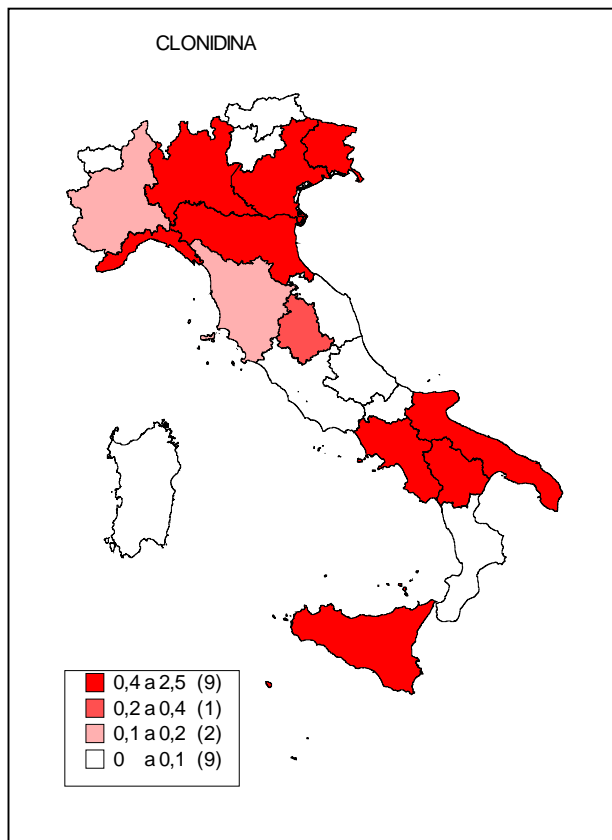 CLONIDINA
0,4 a 2,5 (9)
0,2 a 0,4 (1)
0,1 a 0,2 (2)
0 a 0,1 (9)